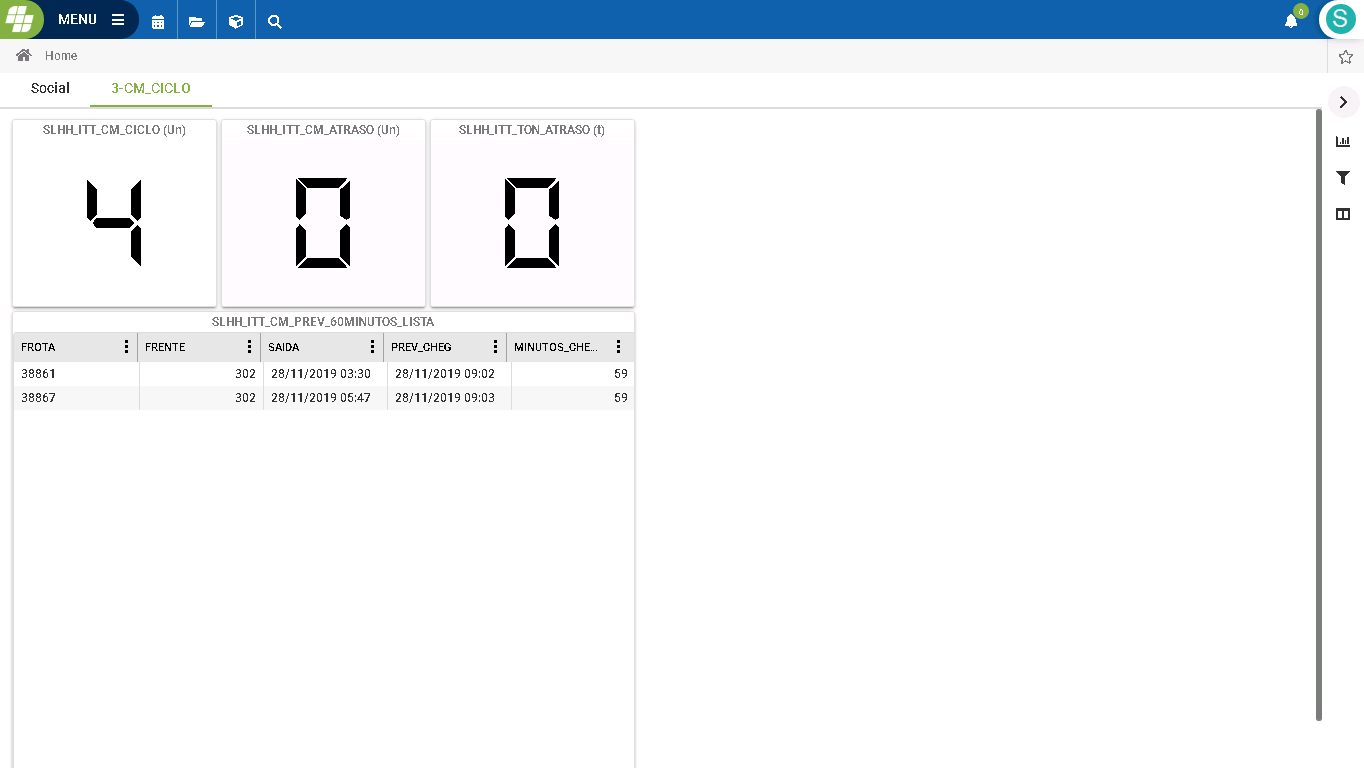 MENU
0
S
Home
Social
3-CM_CICLO
SLHH_ITT_CM_CICLO (Un)
SLHH_ITT_CM_ATRASO (Un)
SLHH_ITT_TON_ATRASO (t)
4
0
0
SLHH_ITT_CM_PREV_60MINUTOS_LISTA
FROTA FRENTE SAIDA PREV_CHEG MINUTOS_CHE...
38861 302 28/11/2019 03:30 28/11/2019 09:02 59
38867 302 28/11/2019 05:47 28/11/2019 09:03 59